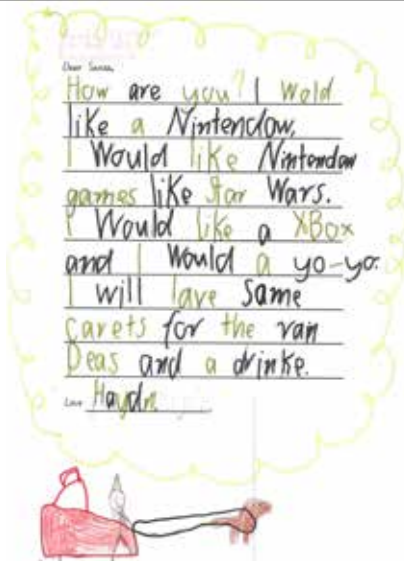 Dear Santa,
How are you? I Wold
like a Nintendow,
I Would like Nintendow
games like Star Wars.
I Would like a XBox
and I Would a yo-yo.
I will lave Same
carets for the rain
Deas and a drinke.
Love Haydn